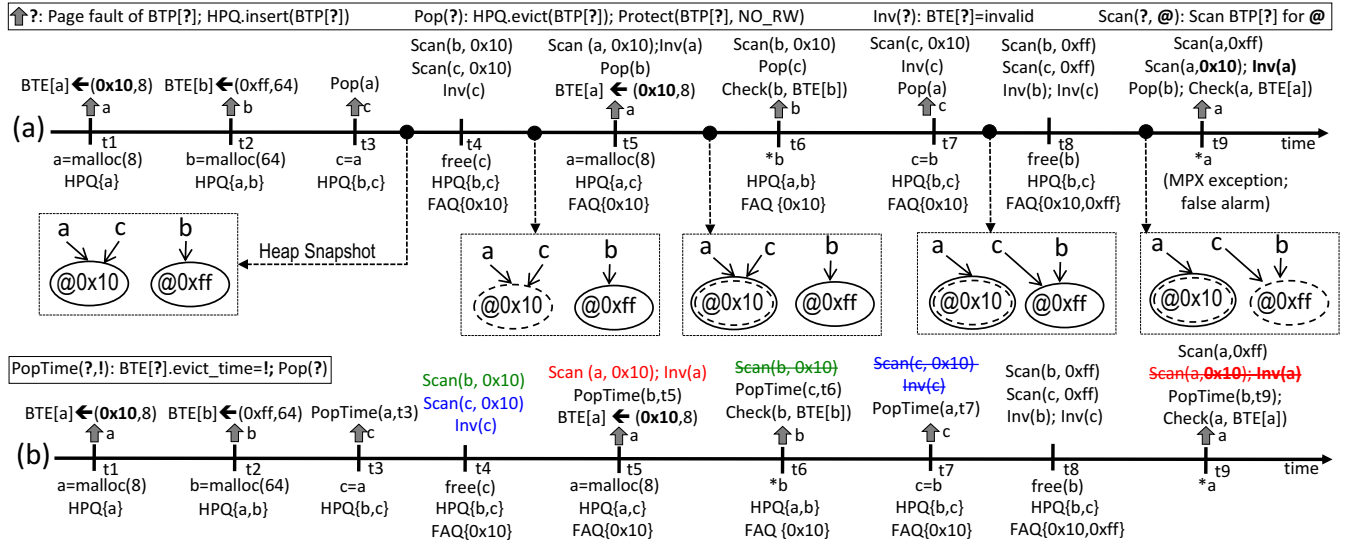 ⬆?: Page fault of BTP[?]; HPQ.insert(BTP[?]) Pop(?): HPQ.evict(BTP[?]); Protect(BTP[?], NO_RW) Inv(?): BTE[?]=invalid Scan(?, @): Scan BTP[?] for @
(a)
BTE[a] ←(0x10,8)
a
t1
a=malloc(8)
HPQ{a}
BTE[b] ←(0xff,64)
b
t2
b=malloc(64)
HPQ{a,b}
Pop(a)
c
t3
c=a
HPQ{b,c}
Scan(b, 0x10)
Scan(c, 0x10)
Inv(c)
t4
free(c)
HPQ{b,c}
FAQ{0x10}
Scan (a, 0x10);Inv(a)
Pop(b)
BTE[a] ← (0x10,8)
a
t5
a=malloc(8)
HPQ{a,c}
FAQ{0x10}
Scan(b, 0x10)
Pop(c)
Check(b, BTE[b])
b
t6
*b
HPQ{a,b}
FAQ {0x10}
Scan(c, 0x10)
Inv(c)
Pop(a)
c
t7
c=b
HPQ{b,c}
FAQ{0x10}
Scan(b, 0xff)
Scan(c, 0xff)
Inv(b); Inv(c)
t8
free(b)
HPQ{b,c}
FAQ{0x10,0xff}
Scan(a,0xff)
Scan(a,0x10); Inv(a)
Pop(b); Check(a, BTE[a])
a
t9
*a
(MPX exception;
false alarm)
time
a c b
@0x10 @0xff
Heap Snapshot
a c b
@0x10 @0xff
a c b
@0x10 @0xff
a c b
@0x10 @0xff
a c b
@0x10 @0xff
PopTime(?,!): BTE[?].evict_time=!; Pop(?)
(b)
BTE[a] ←(0x10,8)
a
t1
a=malloc(8)
HPQ{a}
BTE[b] ←(0xff,64)
b
t2
b=malloc(64)
HPQ{a,b}
PopTime(a,t3)
c
t3
c=a
HPQ{b,c}
Scan(b, 0x10)
Scan(c, 0x10)
Inv(c)
t4
free(c)
HPQ{b,c}
FAQ{0x10}
Scan (a, 0x10); Inv(a)
PopTime(b,t5)
BTE[a] ← (0x10,8)
a
t5
a=malloc(8)
HPQ{a,c}
FAQ{0x10}
Scan(b, 0x10)
PopTime(c,t6)
Check(b, BTE[b])
b
t6
*b
HPQ{a,b}
FAQ {0x10}
Scan(c, 0x10)
Inv(c)
PopTime(a,t7)
c
t7
c=b
HPQ{b,c}
FAQ{0x10}
Scan(b, 0xff)
Scan(c, 0xff)
Inv(b); Inv(c)
t8
free(b)
HPQ{b,c}
FAQ{0x10,0xff}
Scan(a,0xff)
Scan(a,0x10); Inv(a)
PopTime(b,t9);
Check(a, BTE[a])
a
t9
*a
time